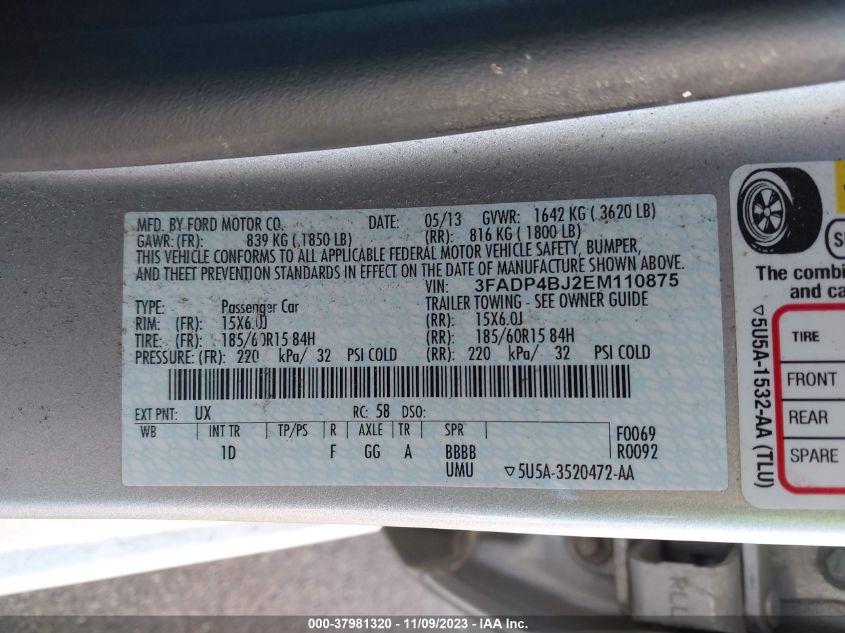 MFD. BY FORD MOTOR CO. DATE: 05/13 GVWR: 1642 KG ( .3620 LB)
GAWR: (FR): 839 KG ( .1850 LB) (RR): 816 KG ( 1800 LB)
THIS VEHICLE CONFORMS TO ALL APPLICABLE FEDERAL MOTOR VEHICLE SAFETY, BUMPER,
AND THEFT PREVENTION STANDARDS IN EFFECT ON THE DATE OF MANUFACTURE SHOWN ABOVE.
VIN: 3FADP4BJ2EM110875
TYPE: Passenger Car TRAILER TOWING - SEE OWNER GUIDE
RIM: (FR): 15X6.0J (RR): 15X6.0J
TIRE: (FR): 185/60R15 84H (RR): 185/60R15 84H
PRESSURE: (FR): 220 kPa/ 32 PSI COLD (RR): 220 kPa/ 32 PSI COLD
EXT PNT: UX RC: 58 DSO:
WB INT TR TP/PS R AXLE TR SPR F0069
1D F GG A BBBB R0092
UMU ▽5U5A-3520472-AA
The combin
and ca
▽5U5A-1532-AA (TLU)
TIRE
FRONT
REAR
SPARE
000-37981320 - 11/09/2023 - IAA Inc.